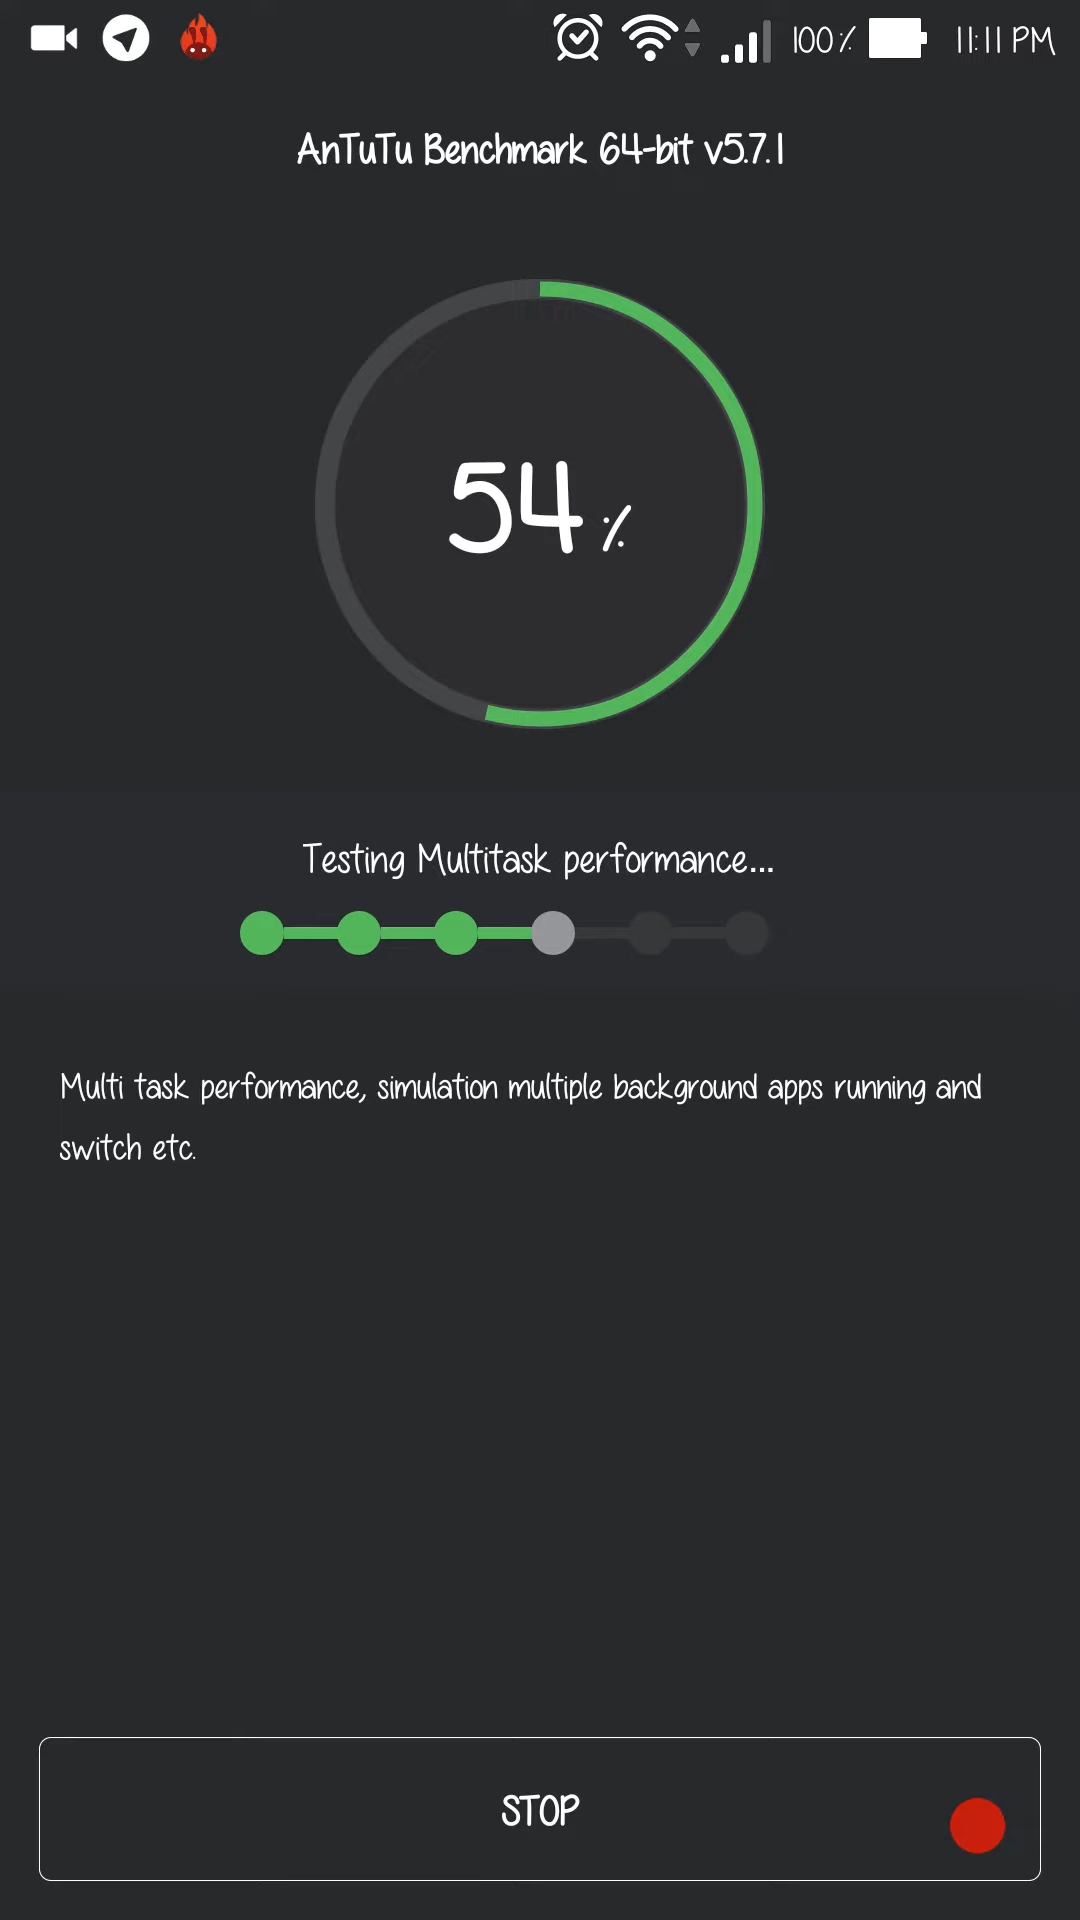 100% 11:11 PM
AnTuTu Benchmark 64-bit v5.7.1
54%
Testing Multitask performance...
Multi task performance, simulation multiple background apps running and
switch etc.
STOP